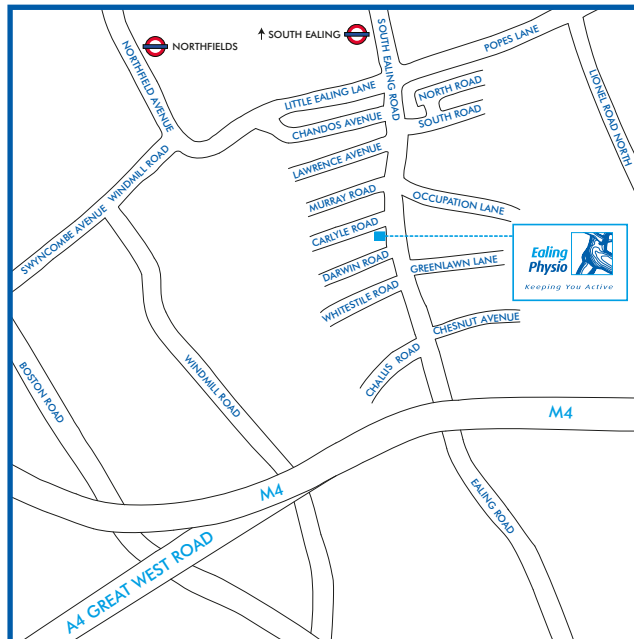 NORTHFIELDS
SOUTH EALING
NORTHFIELD AVENUE
SOUTH EALING ROAD
POPES LANE
LIONEL ROAD NORTH
LITTLE EALING LANE
NORTH ROAD
CHANDOS AVENUE
SOUTH ROAD
LAWRENCE AVENUE
WINDMILL ROAD
SWYNCOMBE AVENUE
MURRAY ROAD
OCCUPATION LANE
CARLYLE ROAD
Ealing
Physio
Keeping You Active
DARWIN ROAD
GREENLAWN LANE
WHITESTILE ROAD
CHESNUT AVENUE
CHALLIS ROAD
BOSTON ROAD
WINDMILL ROAD
M4
M4
EALING ROAD
A4 GREAT WEST ROAD